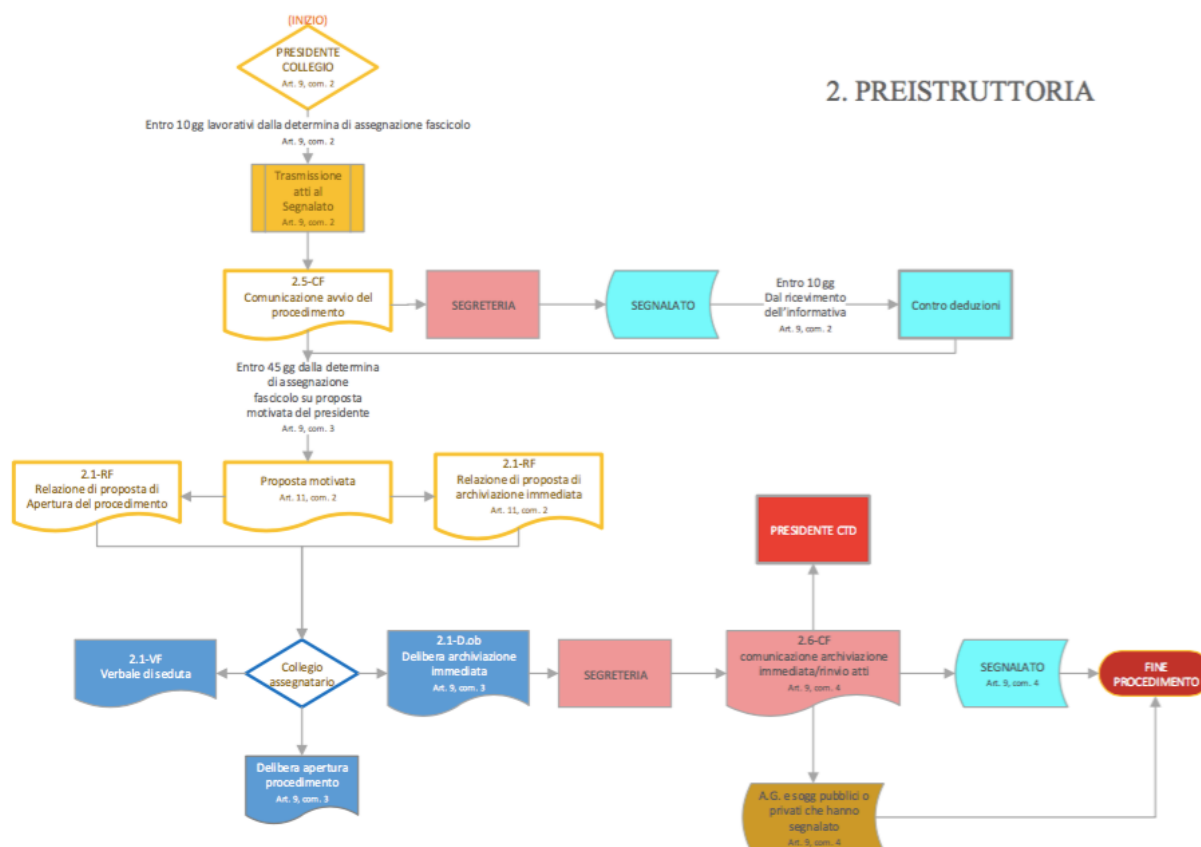 (INIZIO)
PRESIDENTE
COLLEGIO
Art. 9, com. 2
2. PREISTRUTTORIA
Entro 10 gg lavorativi dalla determina di assegnazione fascicolo
Art. 9, com. 2
Trasmissione
atti al
Segnalato
Art. 9, com. 2
2.5-CF
Comunicazione avvio del
procedimento
SEGRETERIA
SEGNALATO
Entro 10 gg
Dal ricevimento
dell'informativa
Art. 9, com. 2
Contro deduzioni
Entro 45 gg dalla determina
di assegnazione
fascicolo su proposta
motivata del presidente
Art. 9, com. 3
2.1-RF
Relazione di proposta di
Apertura del procedimento
Proposta motivata
Art. 11, com. 2
2.1-RF
Relazione di proposta di
archiviazione immediata
Art. 11, com. 2
PRESIDENTE CTD
2.1-VF
Verbale di seduta
Collegio
assegnatario
2.1-D.ob
Delibera archiviazione
immediata
Art. 9, com. 3
SEGRETERIA
2.6-CF
comunicazione archiviazione
immediata/rinvio atti
Art. 9, com. 4
SEGNALATO
Art. 9, com. 4
FINE
PROCEDIMENTO
Delibera apertura
procedimento
Art. 9, com. 3
A.G. e sogg pubblici o
privati che hanno
segnalato
Art. 9, com. 4